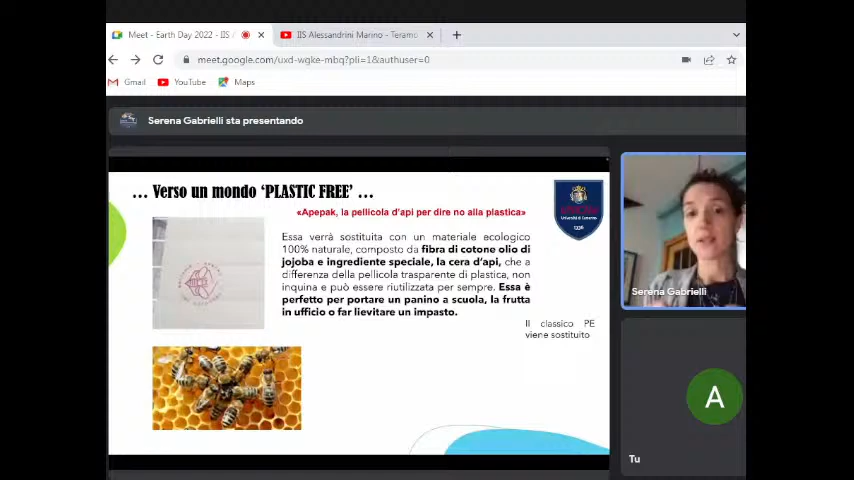 Meet - Earth Day 2022 - IIS A
IIS Alessandrini Marino - Teramo
meet.google.com/uxd-wgke-mbq?pli=1&authuser=0
Gmail
YouTube
Maps
Serena Gabrielli sta presentando
... Verso un mondo ‘PLASTIC FREE’ ...
«Apepak, la pellicola d’api per dire no alla plastica»
Essa verrà sostituita con un materiale ecologico
100% naturale, composto da fibra di cotone olio di
jojoba e ingrediente speciale, la cera d’api, che a
differenza della pellicola trasparente di plastica, non
inquina e può essere riutilizzata per sempre. Essa è
perfetto per portare un panino a scuola, la frutta
in ufficio o far lievitare un impasto.
Il classico PE
viene sostituito
Università di Camerino
1336
Serena Gabrielli
A
Tu